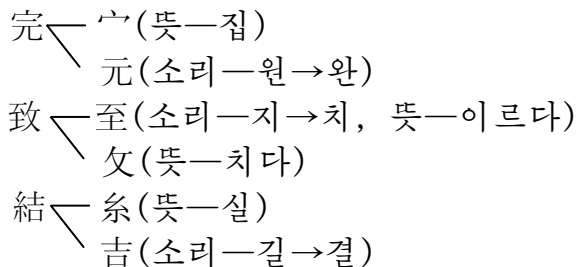 完 宀(뜻—집)
元(소리—원→완)
致 至(소리—지→치, 뜻—이르다)
攵(뜻—치다)
結 糸(뜻—실)
吉(소리—길→결)